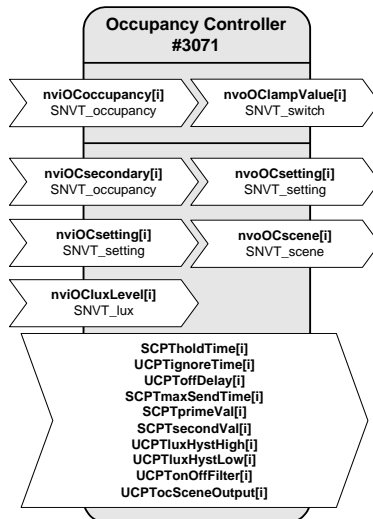 Occupancy Controller
#3071
nviOCoccupancy[i]
SNVT_occupancy
nvoOClampValue[i]
SNVT_switch
nviOCsecondary[i]
SNVT_occupancy
nvoOCsetting[i]
SNVT_setting
nviOCsetting[i]
SNVT_setting
nvoOCscene[i]
SNVT_scene
nviOCluxLevel[i]
SNVT_lux
SCPTholdTime[i]
UCPTignoreTime[i]
UCPToffDelay[i]
SCPTmaxSendTime[i]
SCPTprimeVal[i]
SCPTsecondVal[i]
UCPTluxHystHigh[i]
UCPTluxHystLow[i]
UCPTonOffFilter[i]
UCPTocSceneOutput[i]